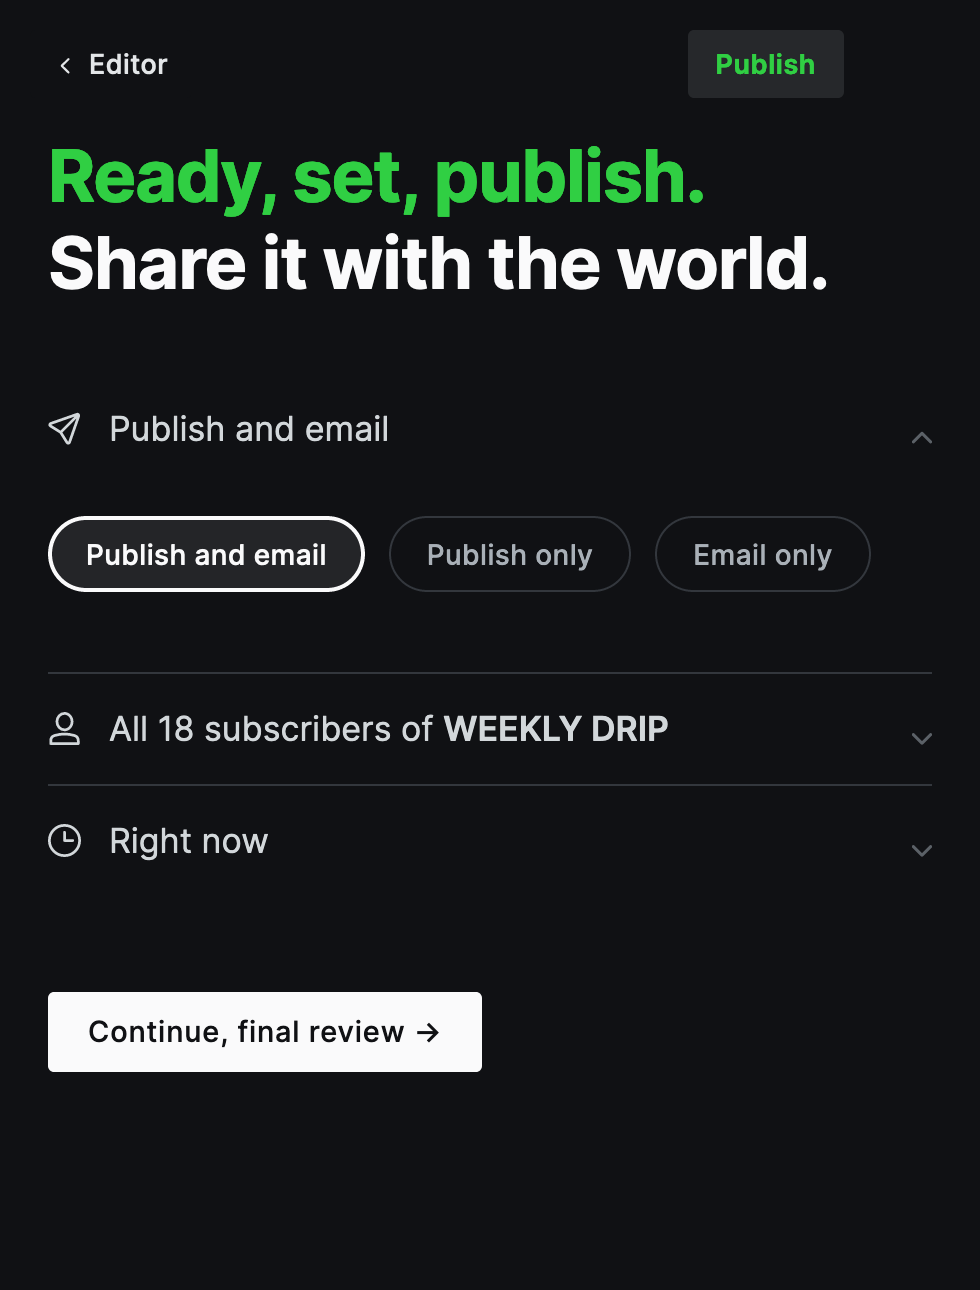 Editor
Publish
Ready, set, publish.
Share it with the world.
Publish and email
Publish and email
Publish only
Email only
All 18 subscribers of WEEKLY DRIP
Right now
Continue, final review →